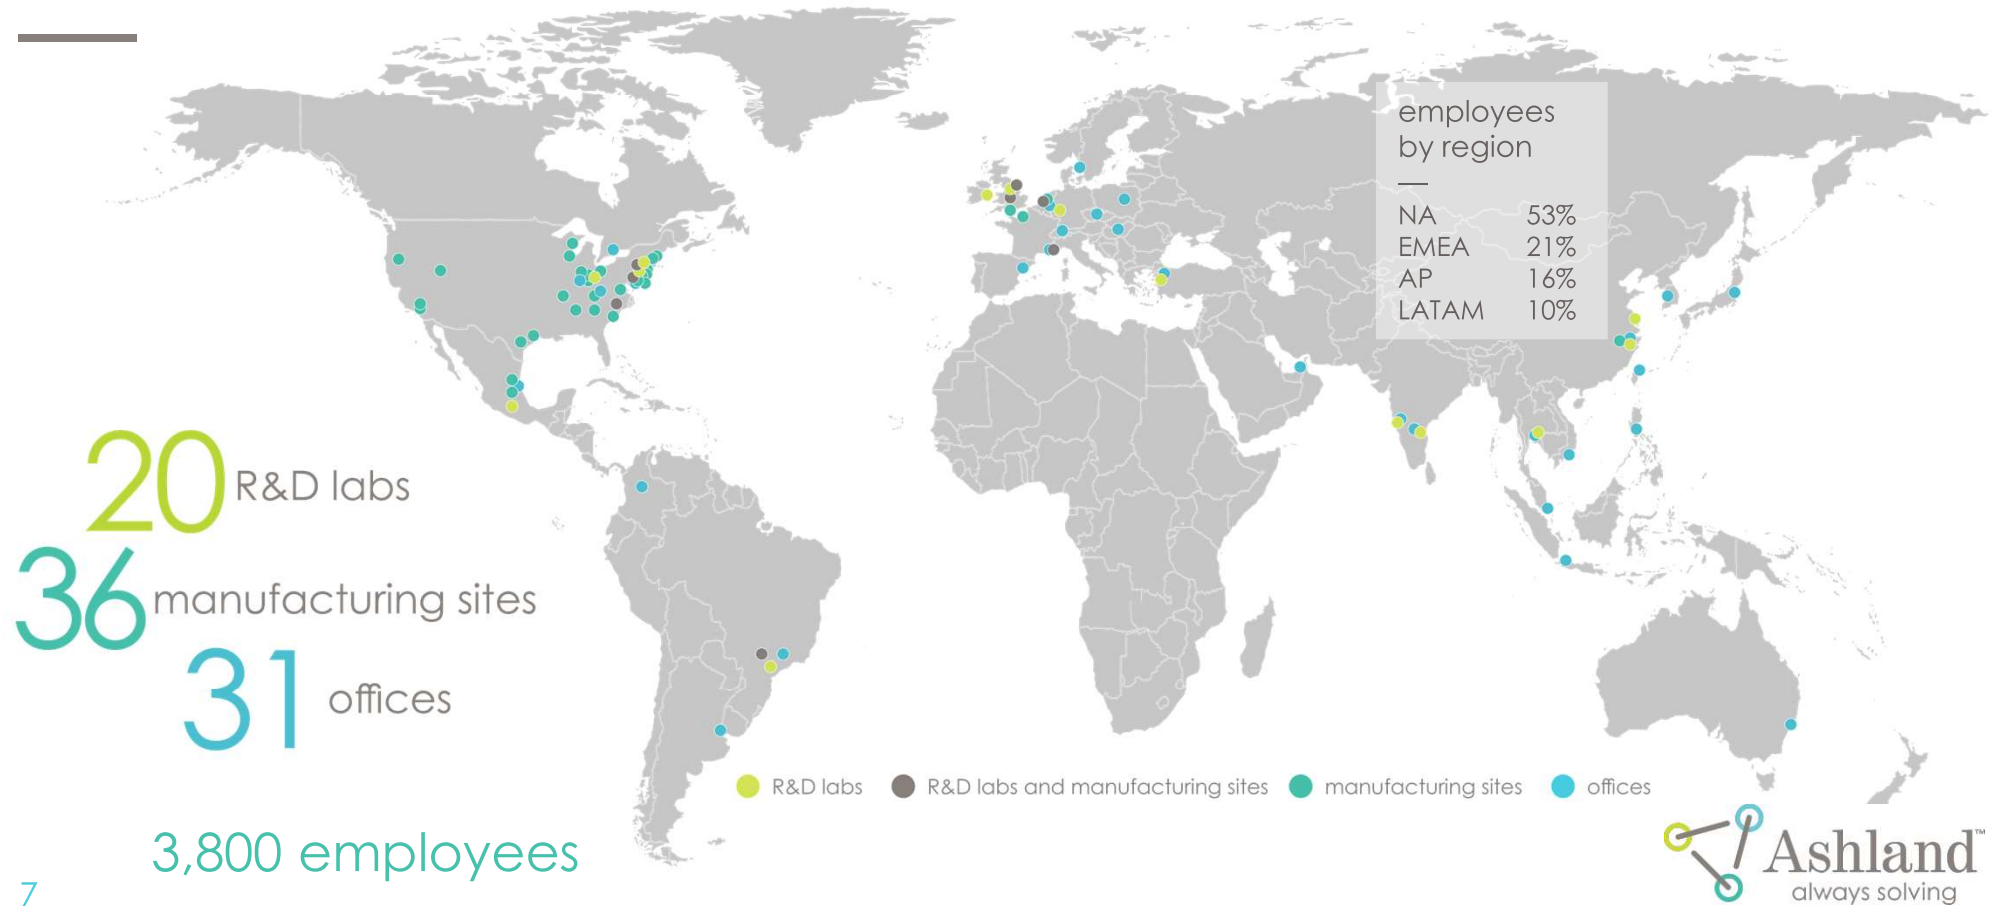 employees
by region
NA 53%
EMEA 21%
AP 16%
LATAM 10%
20 R&D labs
36 manufacturing sites
31 offices
R&D labs R&D labs and manufacturing sites manufacturing sites offices
3,800 employees
Ashland™
always solving
7